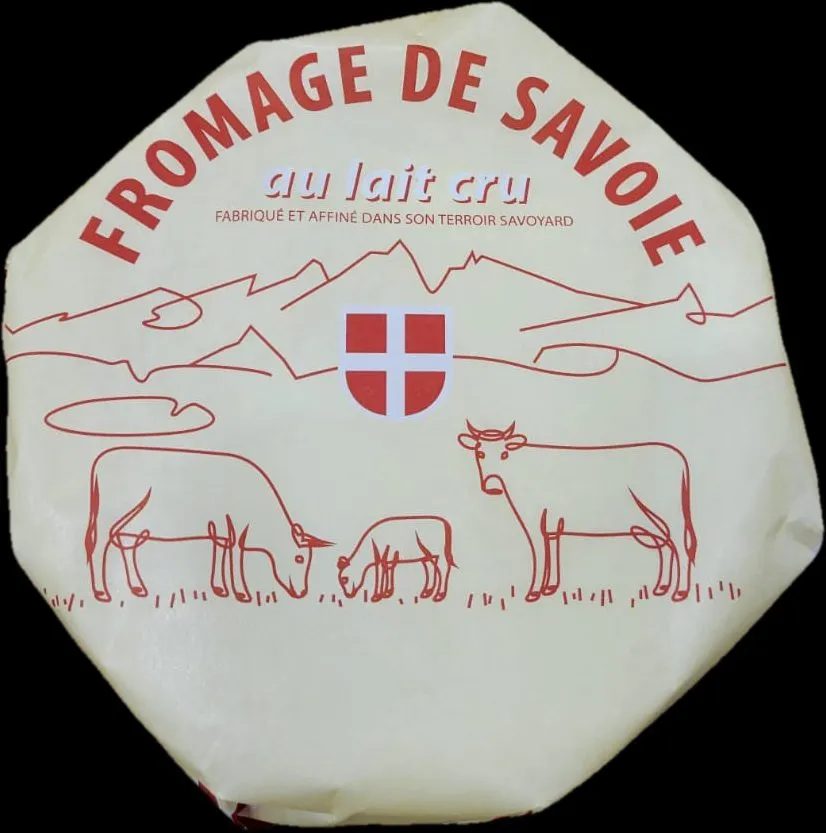 FROMAGE DE SAVOIE
au lait cru
FABRIQUÉ ET AFFINÉ DANS SON TERROIR SAVOYARD